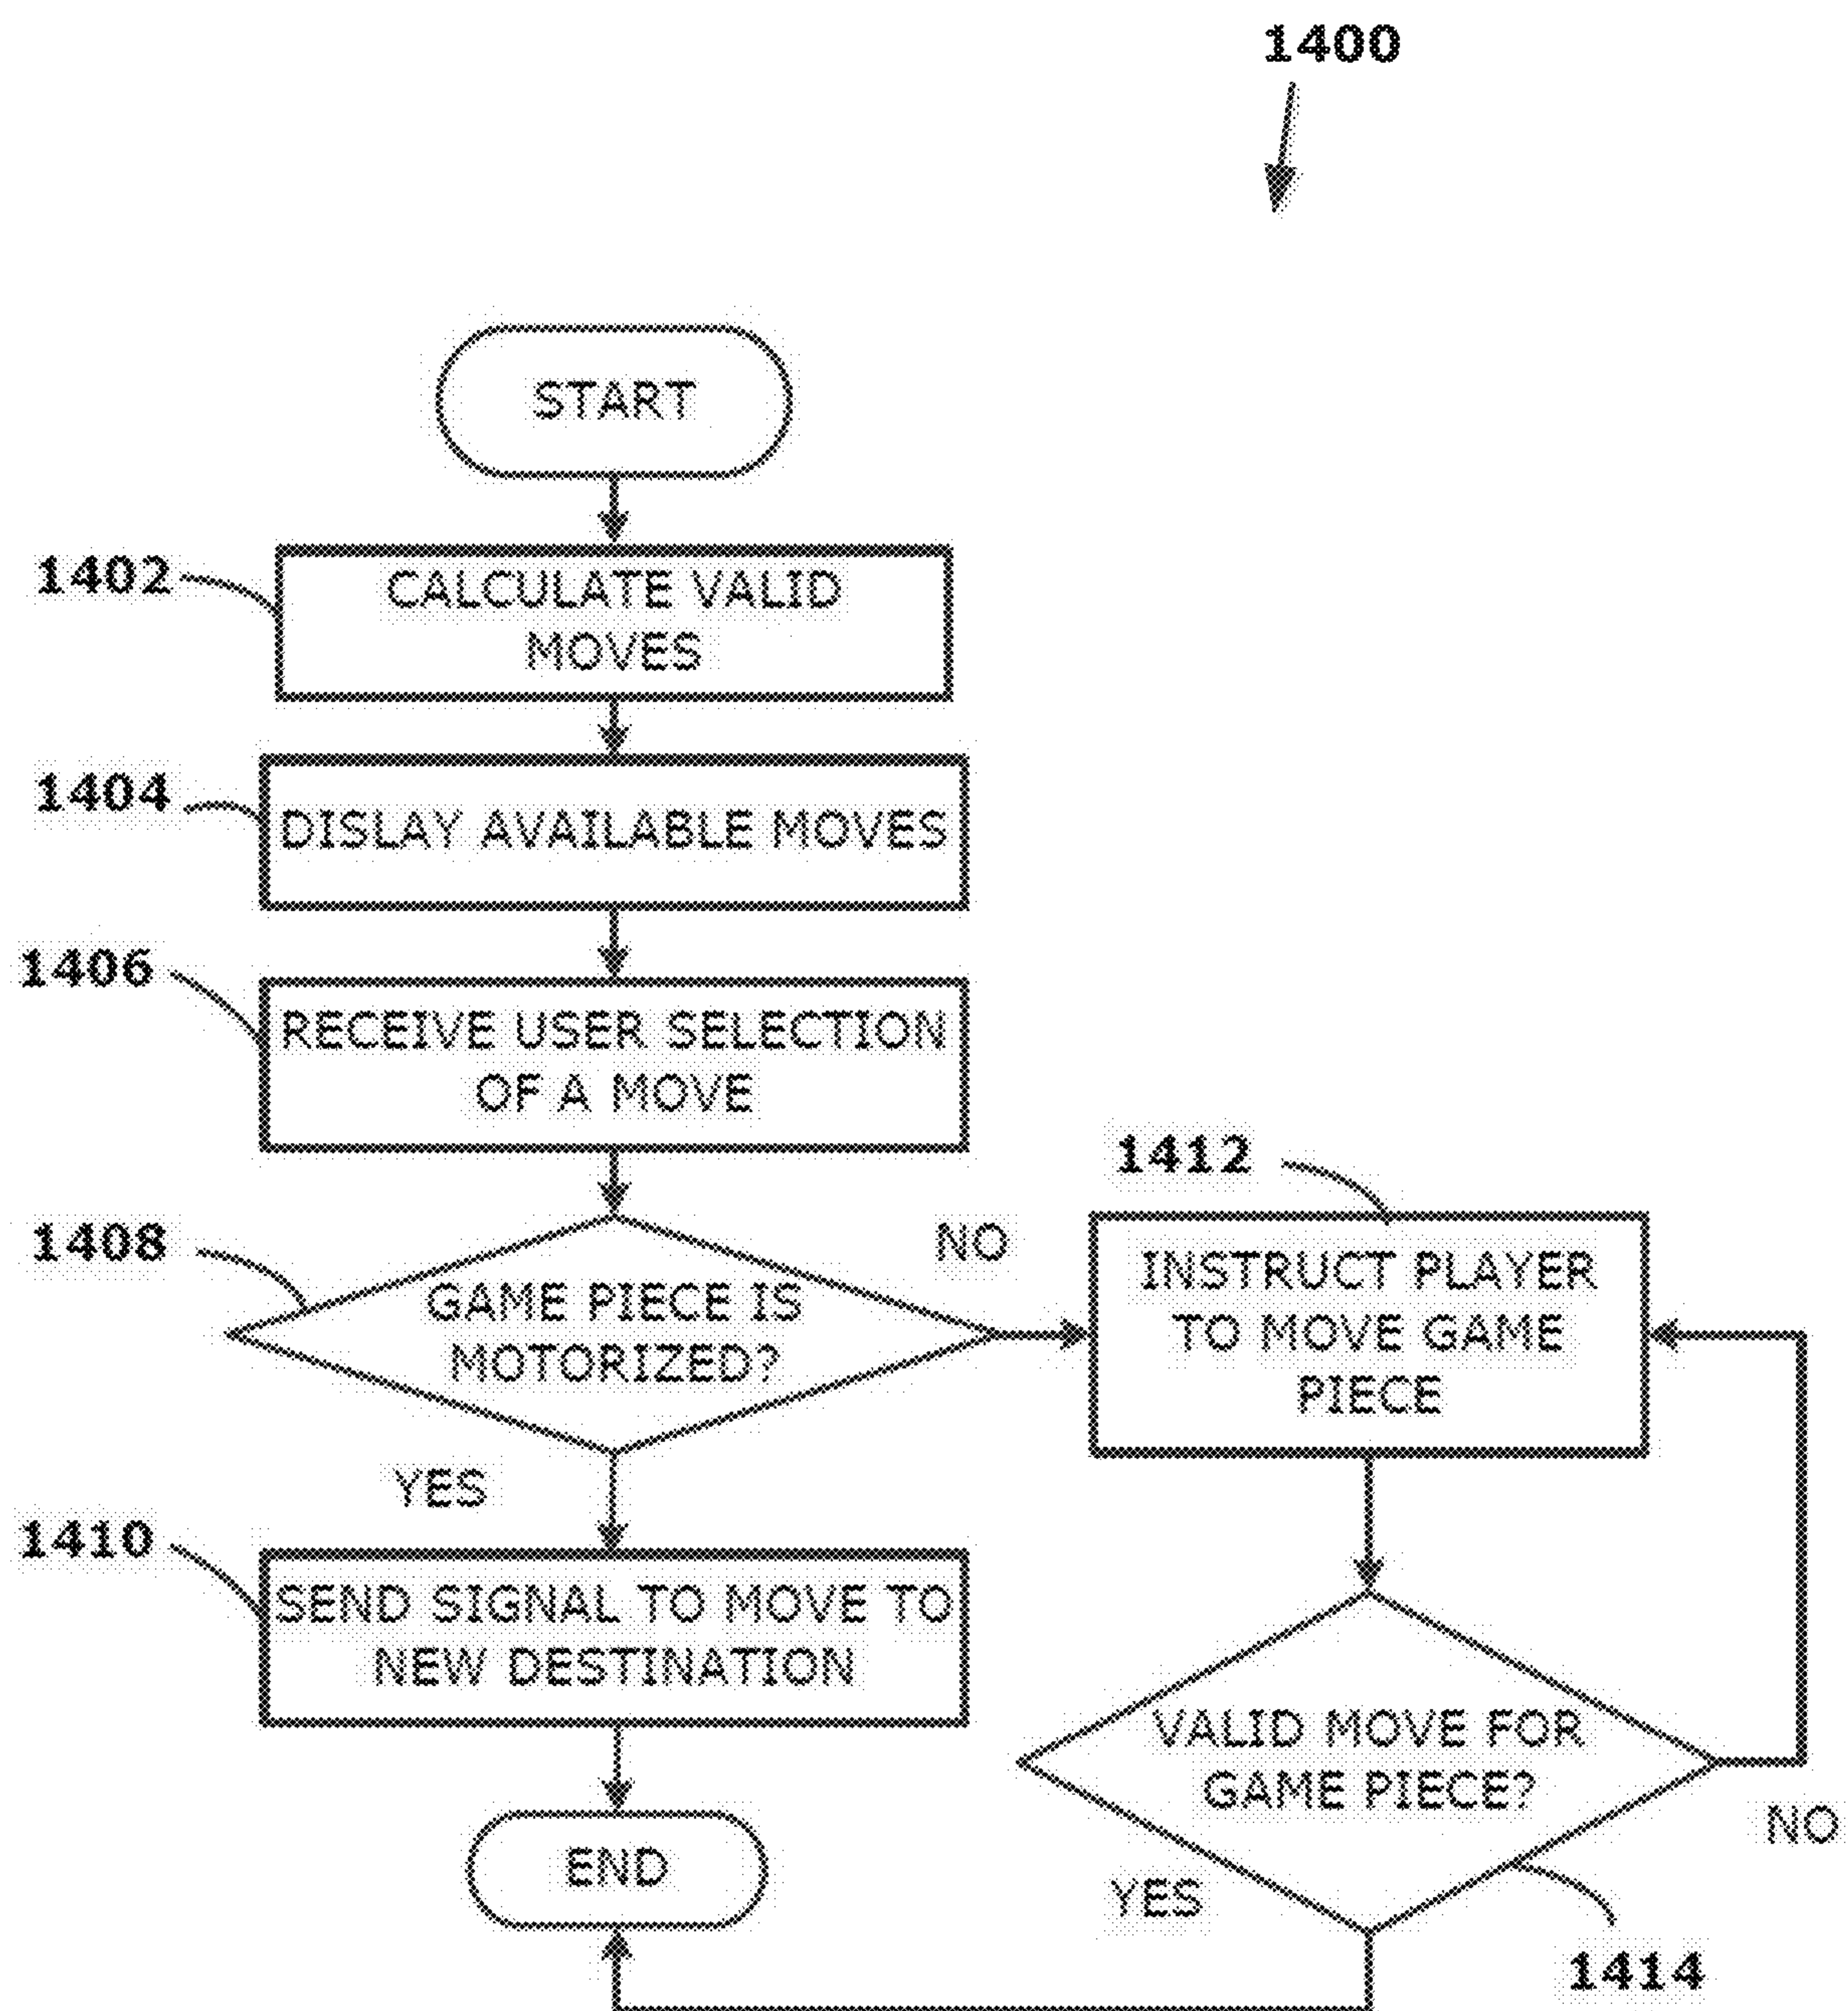 1400
START
1402
CALCULATE VALID
MOVES
1404
DISLAY AVAILABLE MOVES
1406
RECEIVE USER SELECTION
OF A MOVE
1408
GAME PIECE IS
MOTORIZED?
NO
1412
INSTRUCT PLAYER
TO MOVE GAME
PIECE
YES
1410
SEND SIGNAL TO MOVE TO
NEW DESTINATION
VALID MOVE FOR
GAME PIECE?
NO
YES
1414
END